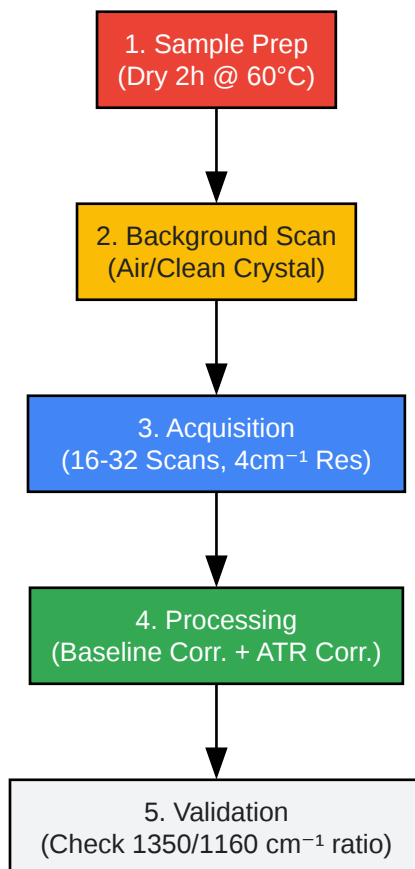 1. Sample Prep
(Dry 2h @ 60°C)
2. Background Scan
(Air/Clean Crystal)
3. Acquisition
(16-32 Scans, 4cm⁻¹ Res)
4. Processing
(Baseline Corr. + ATR Corr.)
5. Validation
(Check 1350/1160 cm⁻¹ ratio)